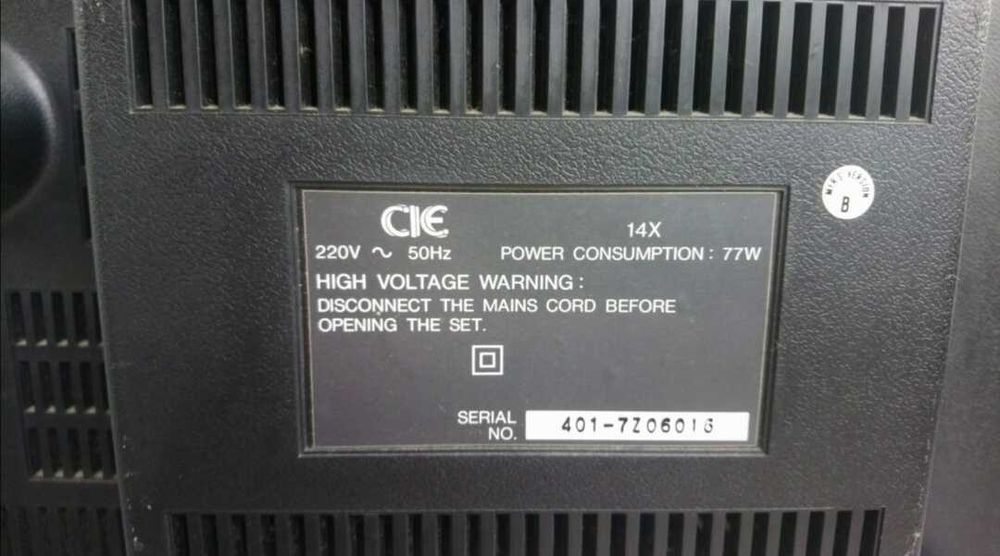 CIE
14X
220V ~ 50Hz POWER CONSUMPTION : 77W
HIGH VOLTAGE WARNING :
DISCONNECT THE MAINS CORD BEFORE
OPENING THE SET.
SERIAL
NO.
401-7Z06016
VERSION
B